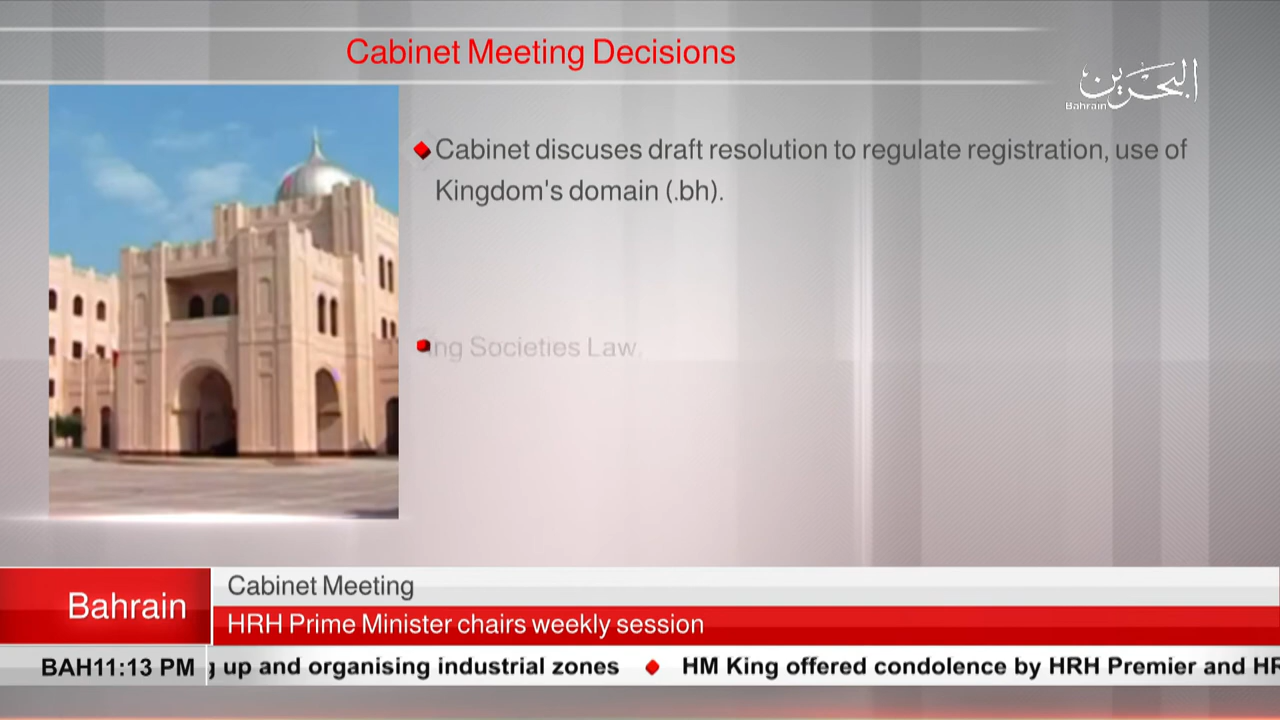 Cabinet Meeting Decisions
البحرين
Bahrain
Cabinet discuses draft resolution to regulate registration, use of
Kingdom's domain (.bh).
ing Societies Law.
Cabinet Meeting
Bahrain
HRH Prime Minister chairs weekly session
BAH11:13 PM
up and organising industrial zones
HM King offered condolence by HRH Premier and HR